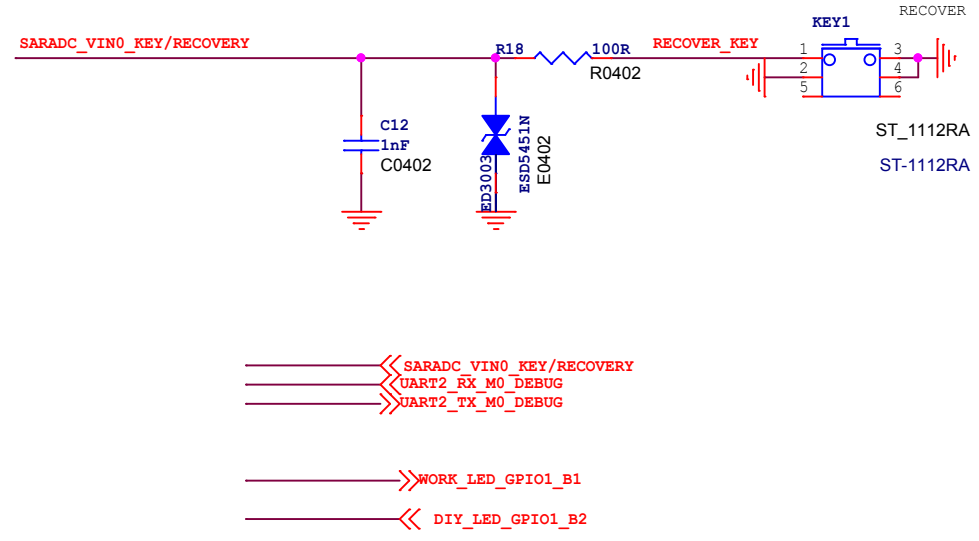 RECOVER
KEY1
SARADC_VIN0_KEY/RECOVERY
R18
100R
RECOVER_KEY
1
3
R0402
2
4
5
6
C12
1nF
C0402
ED3003
ESD5451N
E0402
ST_1112RA
ST-1112RA
SARADC_VIN0_KEY/RECOVERY
UART2_RX_M0_DEBUG
UART2_TX_M0_DEBUG
WORK_LED_GPIO1_B1
DIY_LED_GPIO1_B2